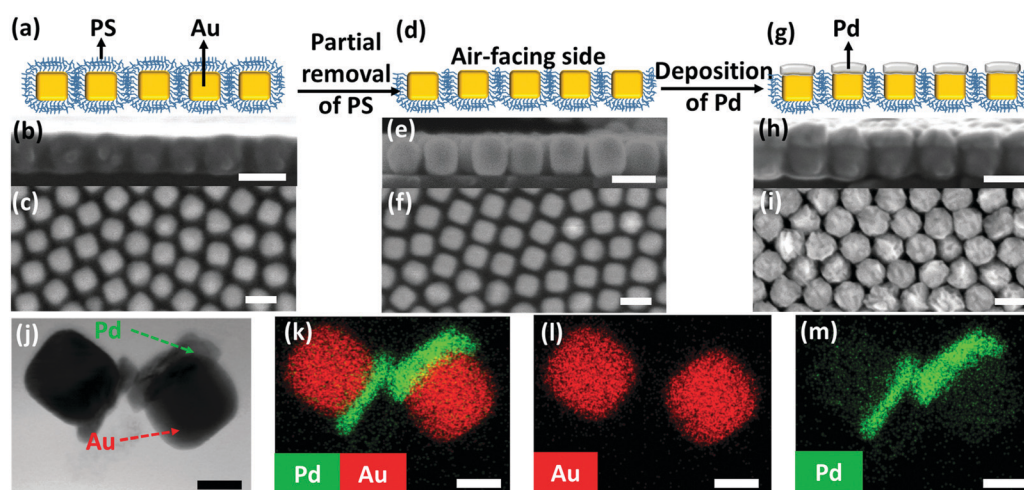 (a)
PS
Au
Partial
removal
of PS
(d)
Air-facing side
Deposition
of Pd
(g)
Pd
(b)
(e)
(h)
(c)
(f)
(i)
(j)
Pd
Au
(k)
Pd
Au
(l)
Au
(m)
Pd